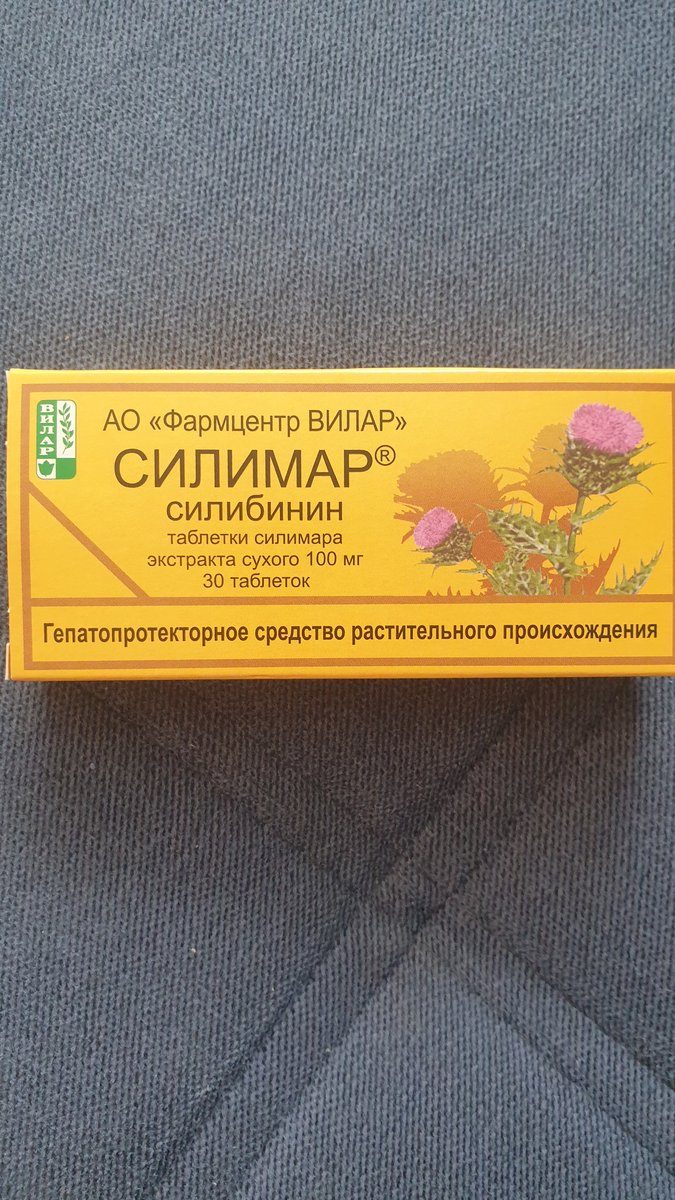 ВИЛАР
АО «Фармцентр ВИЛАР»
СИЛИМАР®
силибинин
таблетки силимара
экстракта сухого 100 мг
30 таблеток
Гепатопротекторное средство растительного происхождения